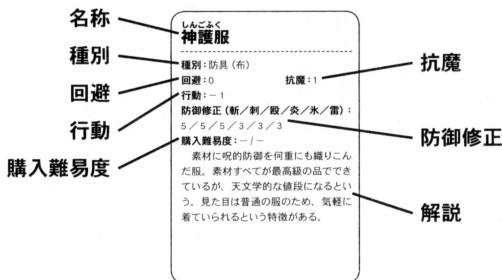 名称
種別
回避
行動
購入難易度
しんごふく
神護服
種別：防具（布）
回避：0 抗魔：1
行動：－1
防御修正（斬／刺／殴／炎／氷／雷）：
5／5／5／3／3／3
購入難易度：－/－
素材に呪的防御を何重にも織りこん
だ服。素材すべてが最高級の品ででき
ているが、天文学的な値段になるとい
う。見た目は普通の服のため、気軽に
着ていられるという特徴がある。
抗魔
防御修正
解説